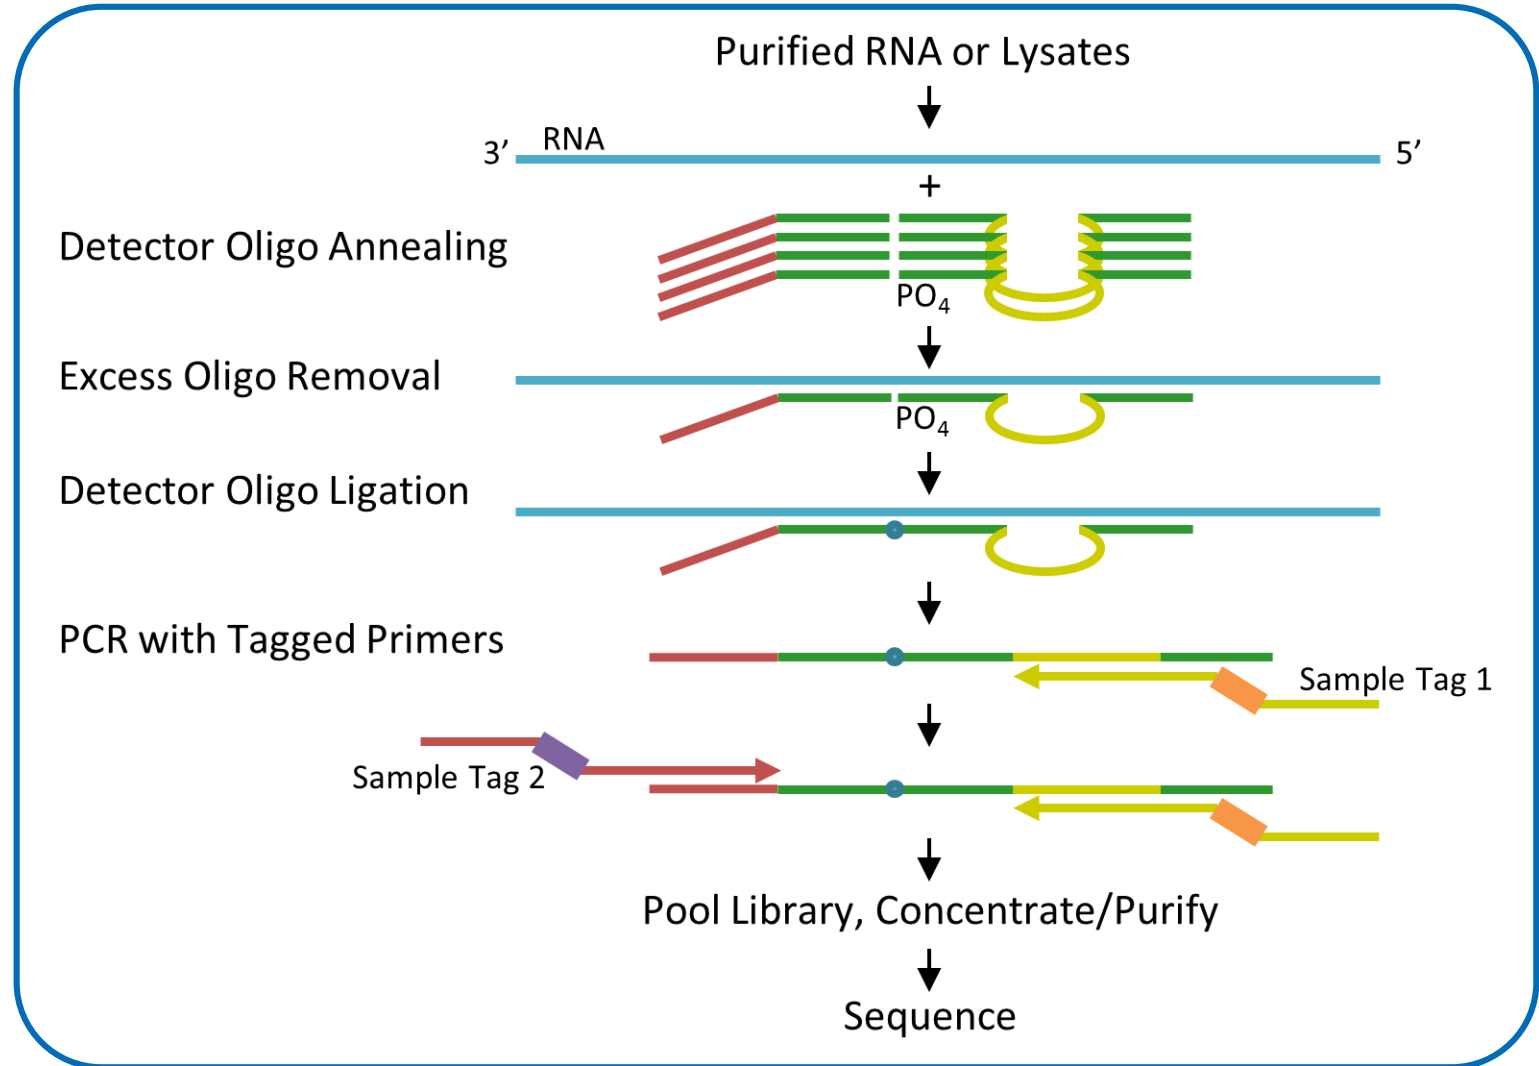 Purified RNA or Lysates
3’ RNA 5’
+
Detector Oligo Annealing
PO₄
Excess Oligo Removal
PO₄
Detector Oligo Ligation
PCR with Tagged Primers
Sample Tag 1
Sample Tag 2
Pool Library, Concentrate/Purify
Sequence